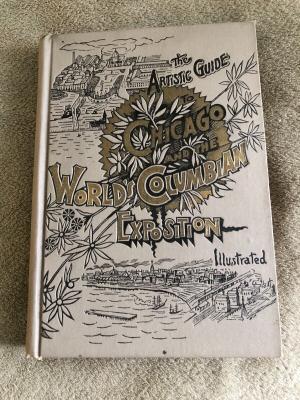 The
ARTISTIC GUIDE
TO
CHICAGO
AND THE
WORLD'S COLUMBIAN
EXPOSITION
Illustrated